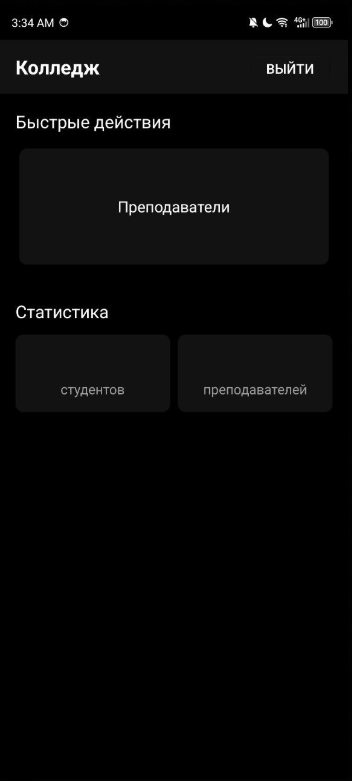 3:34 AM 4G+ 100
Колледж ВЫЙТИ
Быстрые действия
Преподаватели
Статистика
студентов преподавателей